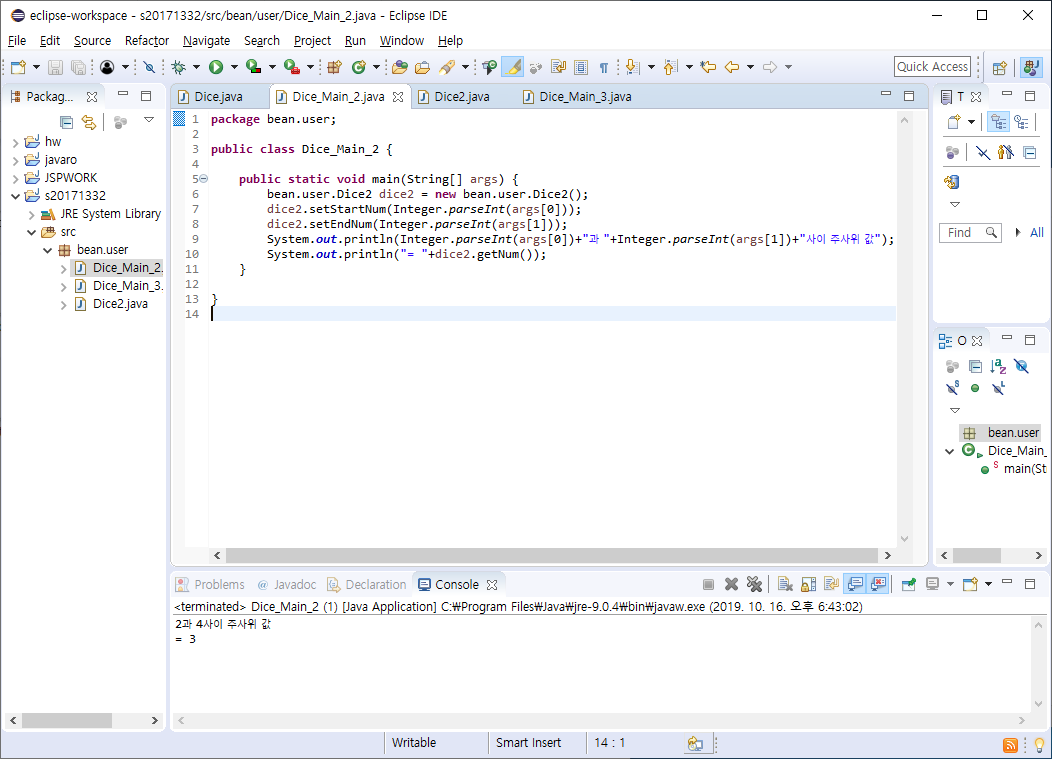 eclipse-workspace - s20171332/src/bean/user/Dice_Main_2.java - Eclipse IDE
File Edit Source Refactor Navigate Search Project Run Window Help
Quick Access
Packag...
hw
javaro
JSPWORK
s20171332
JRE System Library
src
bean.user
Dice_Main_2.
Dice_Main_3.
Dice2.java
Dice.java Dice_Main_2.java Dice2.java Dice_Main_3.java
1 package bean.user;
2
3 public class Dice_Main_2 {
4
5 public static void main(String[] args) {
6 bean.user.Dice2 dice2 = new bean.user.Dice2();
7 dice2.setStartNum(Integer.parseInt(args[0]));
8 dice2.setEndNum(Integer.parseInt(args[1]));
9 System.out.println(Integer.parseInt(args[0])+"과 "+Integer.parseInt(args[1])+"사이 주사위 값");
10 System.out.println("= "+dice2.getNum());
11 }
12
13 }
14
T
Find
All
O
bean.user
Dice_Main_
main(St
Problems @ Javadoc Declaration Console
<terminated> Dice_Main_2 (1) [Java Application] C:₩Program Files₩Java₩jre-9.0.4₩bin₩javaw.exe (2019. 10. 16. 오후 6:43:02)
2과 4사이 주사위 값
= 3
Writable Smart Insert 14 : 1